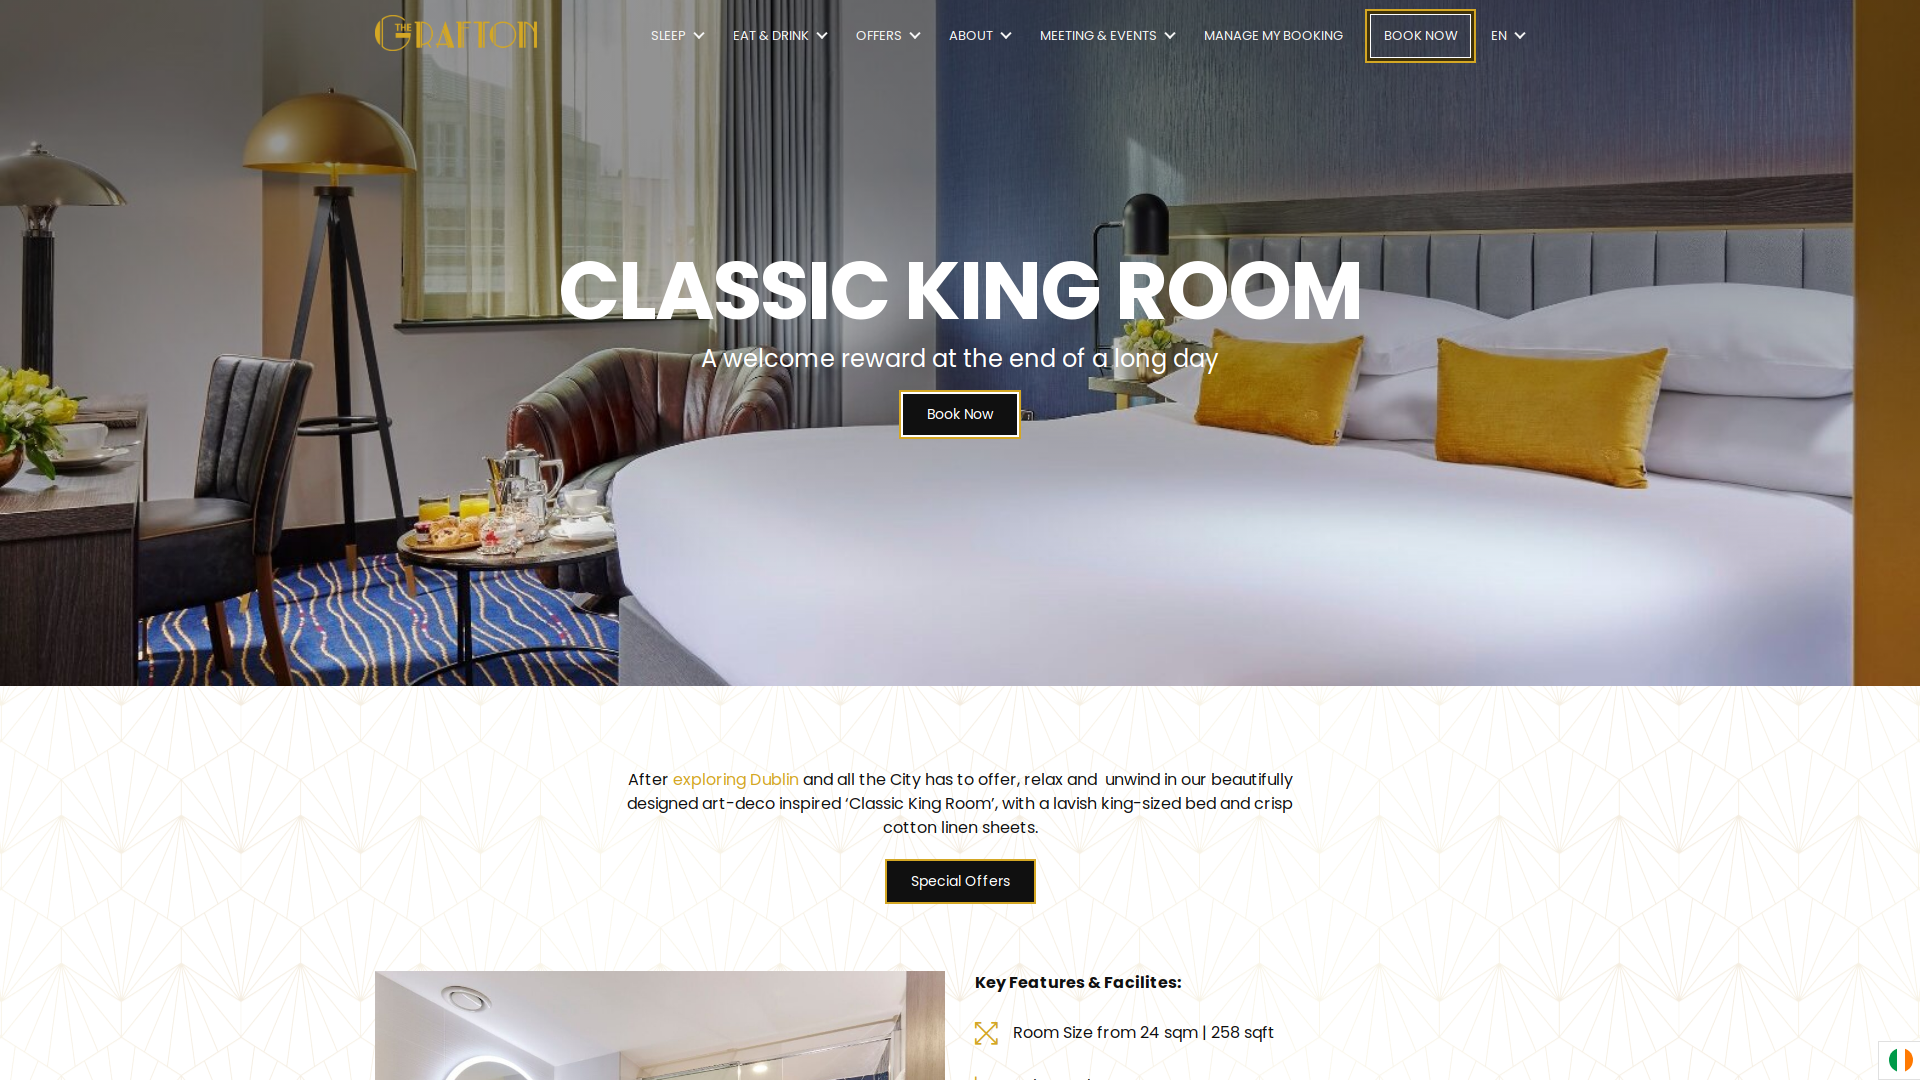 THE GRAFTON
SLEEP EAT & DRINK OFFERS ABOUT MEETING & EVENTS MANAGE MY BOOKING BOOK NOW EN
CLASSIC KING ROOM
A welcome reward at the end of a long day
Book Now
After exploring Dublin and all the City has to offer, relax and  unwind in our beautifully
designed art-deco inspired ‘Classic King Room’, with a lavish king-sized bed and crisp
cotton linen sheets.
Special Offers
Key Features & Facilites:
Room Size from 24 sqm | 258 sqft